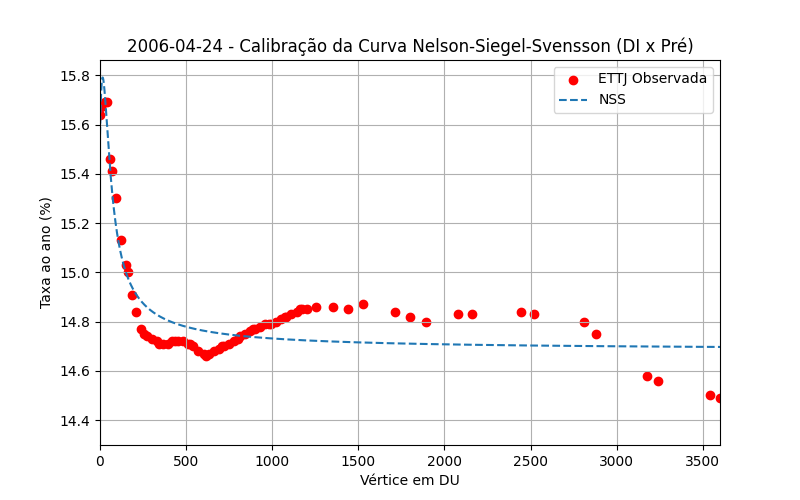 2006-04-24 - Calibração da Curva Nelson-Siegel-Svensson (DI x Pré)
ETTJ Observada
NSS
Taxa ao ano (%)
15.8
15.6
15.4
15.2
15.0
14.8
14.6
14.4
0 500 1000 1500 2000 2500 3000 3500
Vértice em DU